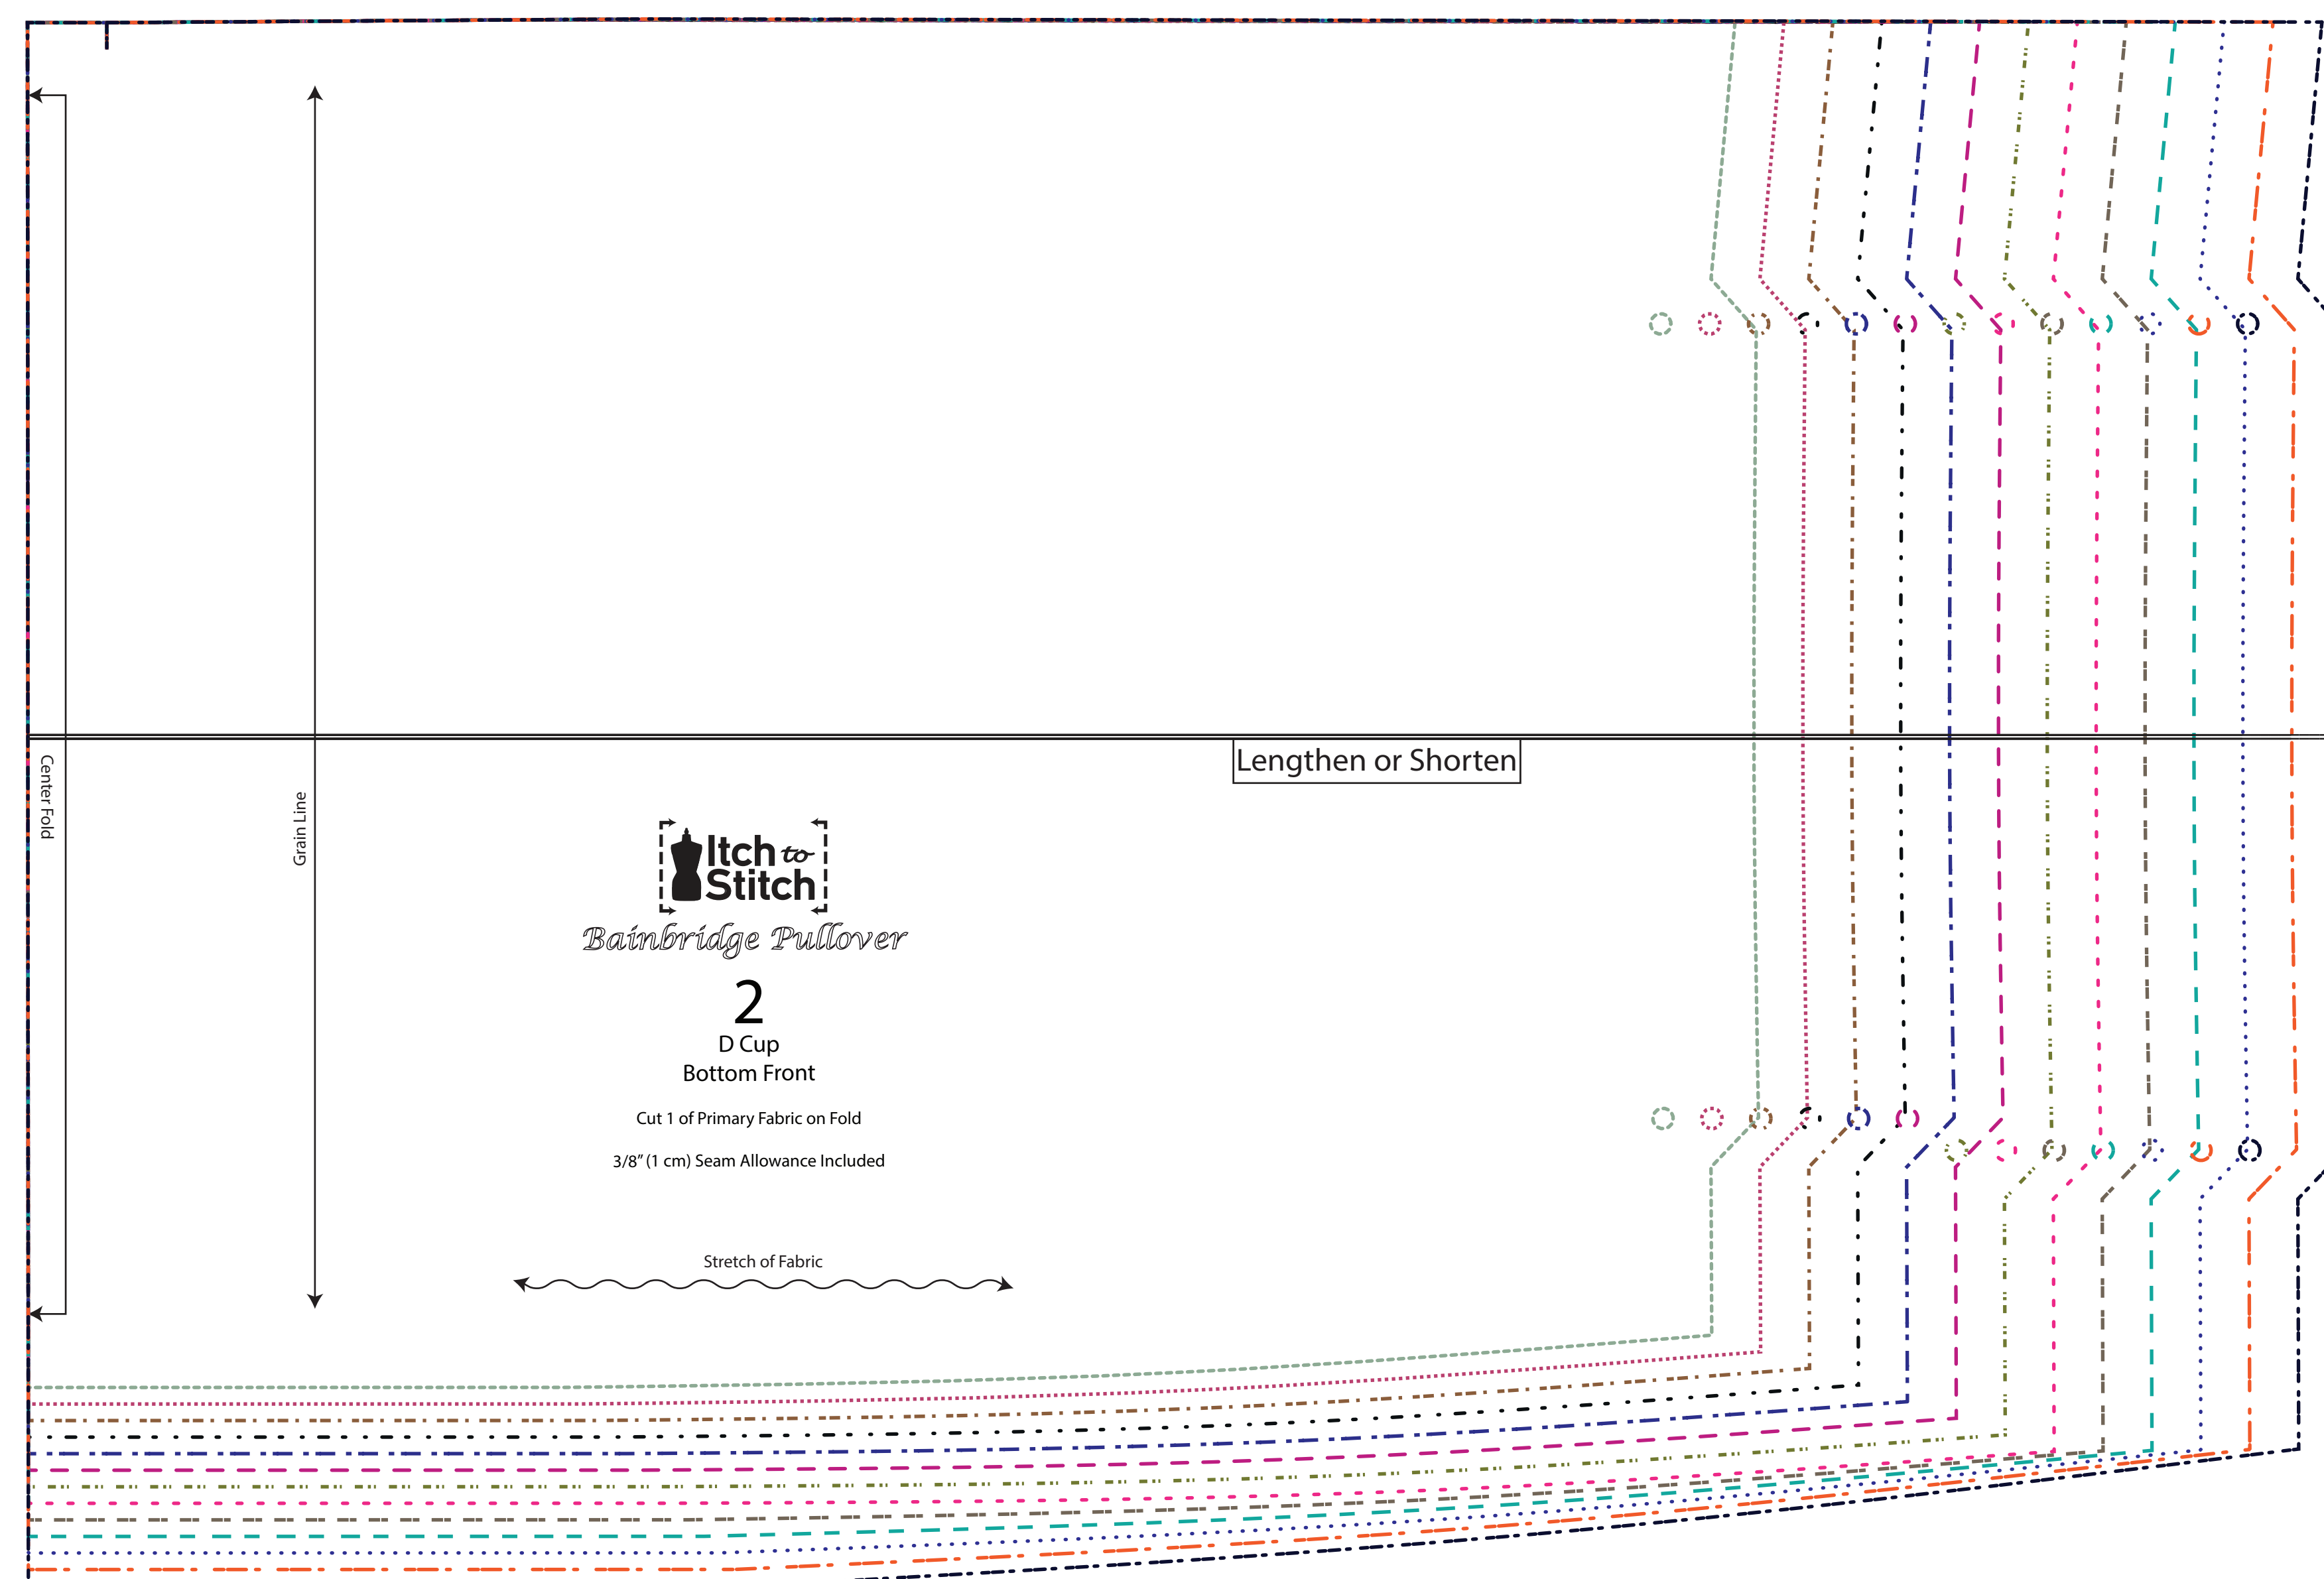 Lengthen or Shorten
Center Fold
Grain Line
Itch to
Stitch
Bainbridge Pullover
2
D Cup
Bottom Front
Cut 1 of Primary Fabric on Fold
3/8” (1 cm) Seam Allowance Included
Stretch of Fabric